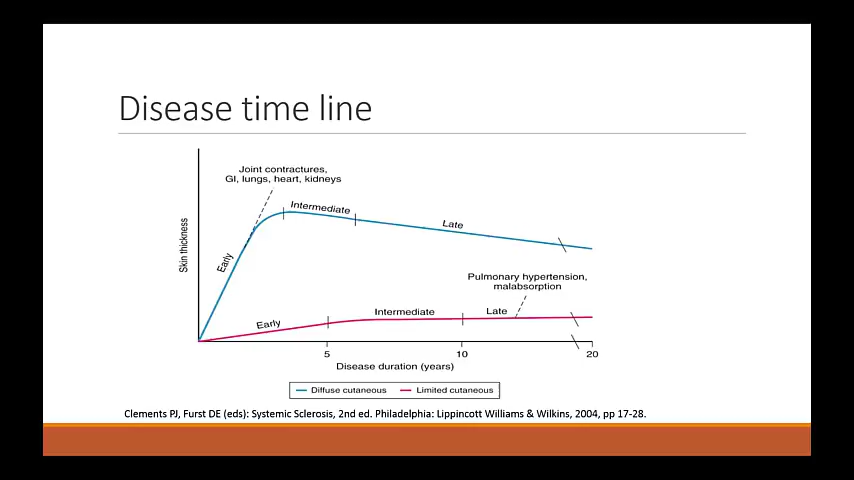 Disease time line
Joint contractures,
GI, lungs, heart, kidneys
Intermediate
Late
Early
Skin thickness
Pulmonary hypertension,
malabsorption
Early
Intermediate
Late
5
10
20
Disease duration (years)
Diffuse cutaneous
Limited cutaneous
Clements PJ, Furst DE (eds): Systemic Sclerosis, 2nd ed. Philadelphia: Lippincott Williams & Wilkins, 2004, pp 17-28.